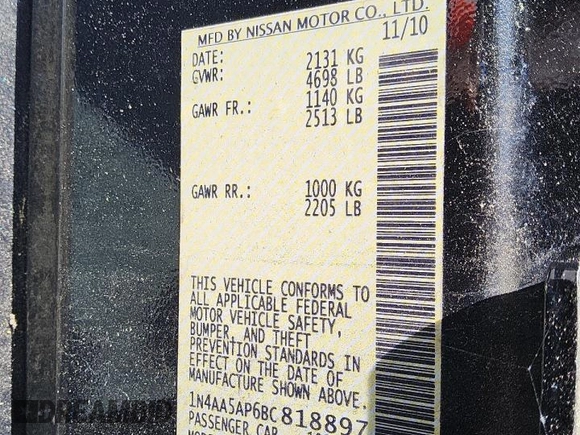 MFD BY NISSAN MOTOR CO., LTD.
DATE: 11/10
GVWR: 2131 KG
4698 LB
GAWR FR.: 1140 KG
2513 LB
GAWR RR.: 1000 KG
2205 LB
THIS VEHICLE CONFORMS TO
ALL APPLICABLE FEDERAL
MOTOR VEHICLE SAFETY,
BUMPER, AND THEFT
PREVENTION STANDARDS IN
EFFECT ON THE DATE OF
MANUFACTURE SHOWN ABOVE.
1N4AA5AP6BC818897
PASSENGER CAR
DREAMBID